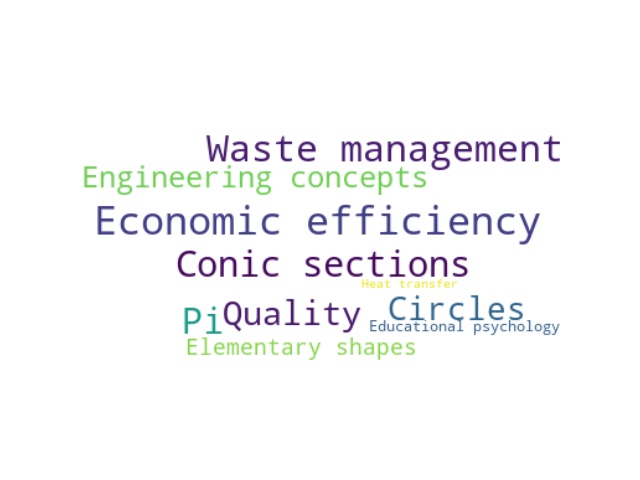 Waste management
Engineering concepts
Economic efficiency
Conic sections
Heat transfer
Pi
Quality
Circles
Educational psychology
Elementary shapes